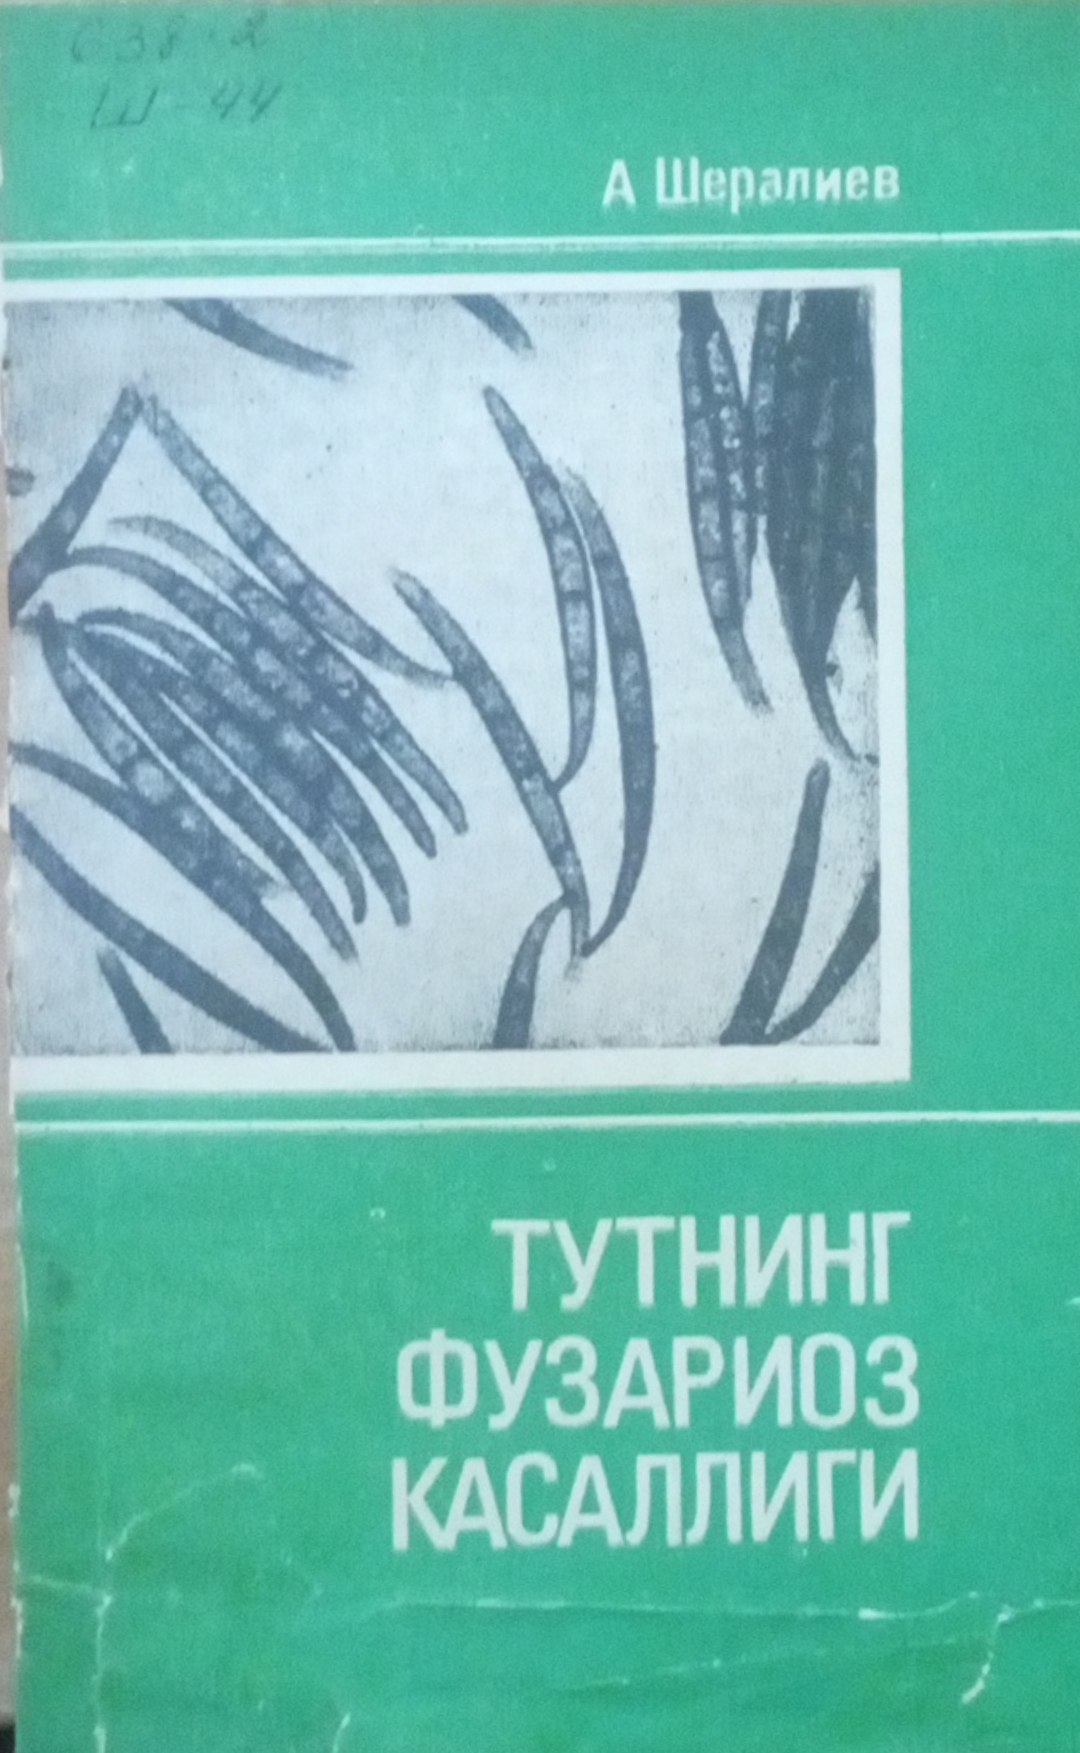 С38.2
Ш-44
А Шералиев
ТУТНИНГ
ФУЗАРИОЗ
КАСАЛЛИГИ